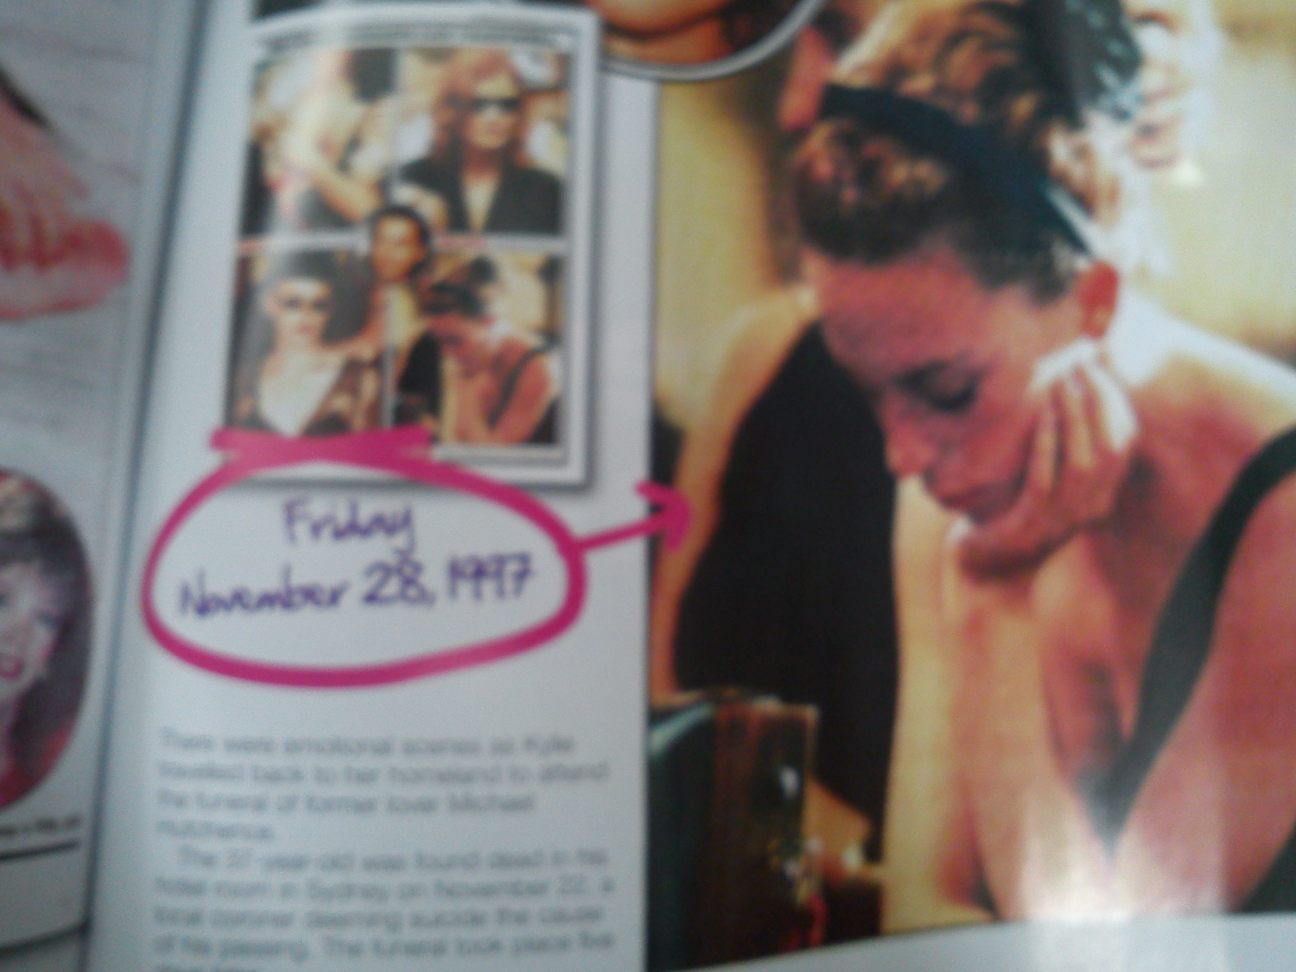 Friday
November 28, 1997
There were emotional scenes as Kylie
travelled back to her homeland to attend
the funeral of former lover Michael
Hutchence.
The 37-year-old was found dead in his
hotel room in Sydney on November 22, a
local coroner deeming suicide the cause
of his passing. The funeral took place five